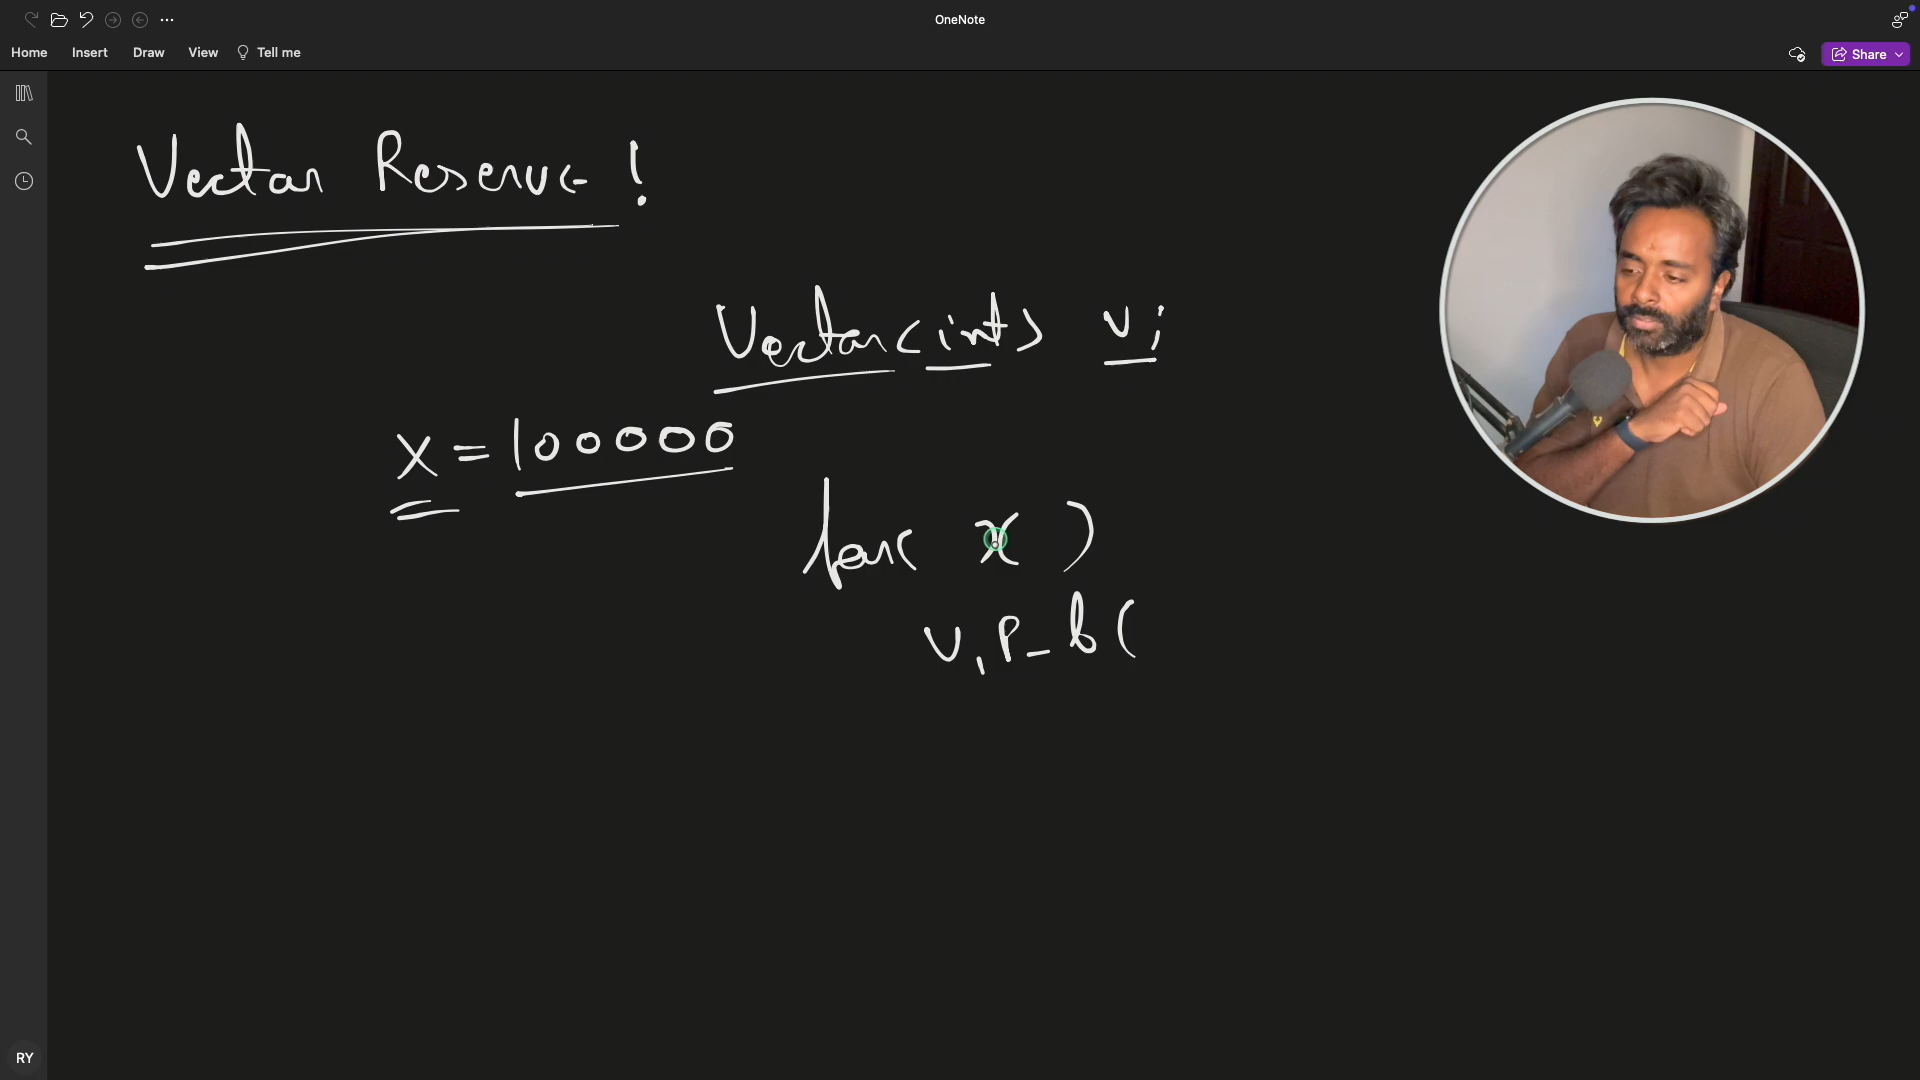 OneNote
Home Insert Draw View Tell me
Share
Vector Reserve!
Vector<int> v;
x = 100000
for( x )
v.p_b(
RY